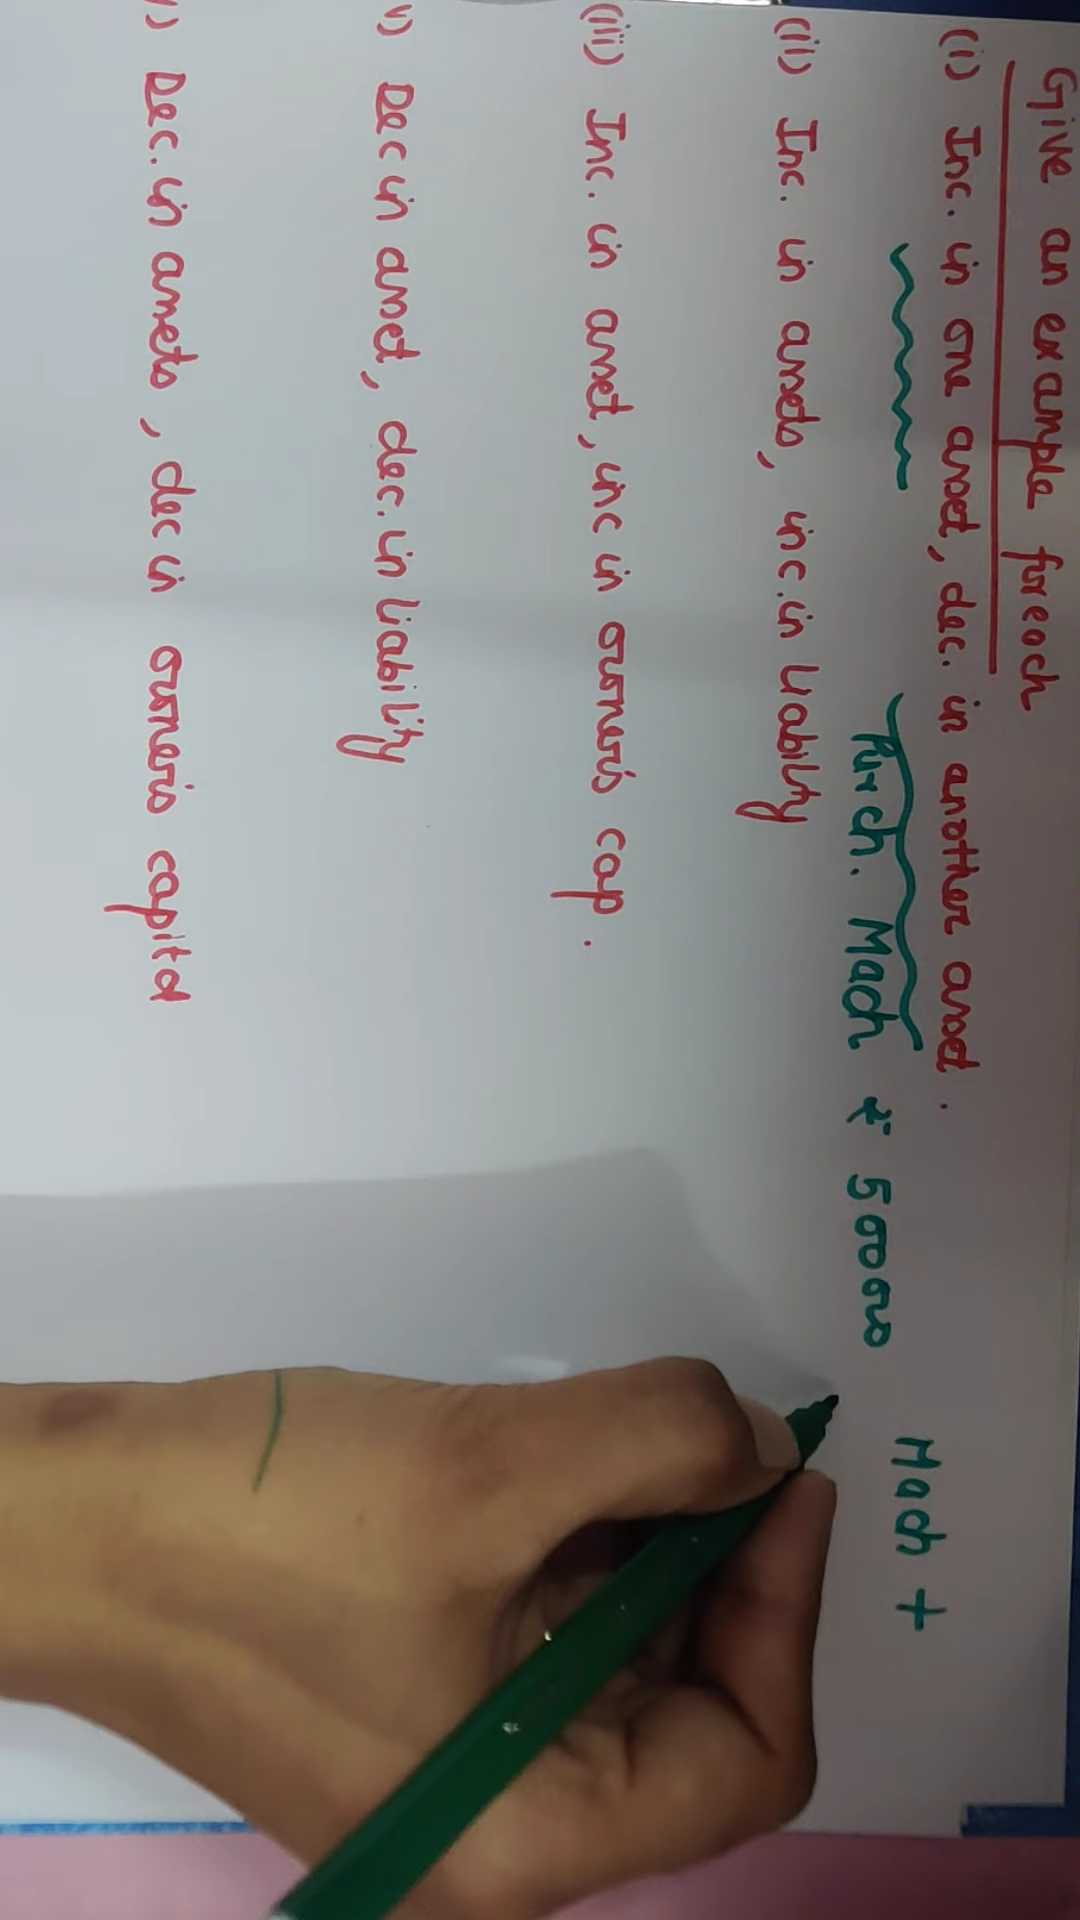 Give an example foreach
(i) Inc. in one asset, dec. in another asset.
Mach +
Purch. Mach ₹ 50000
(ii) Inc. in assets, inc. in liability
(iii) Inc. in asset, inc in owner's cap.
v) Dec in asset, dec. in liability
) Dec. in assets, dec in owner's capital